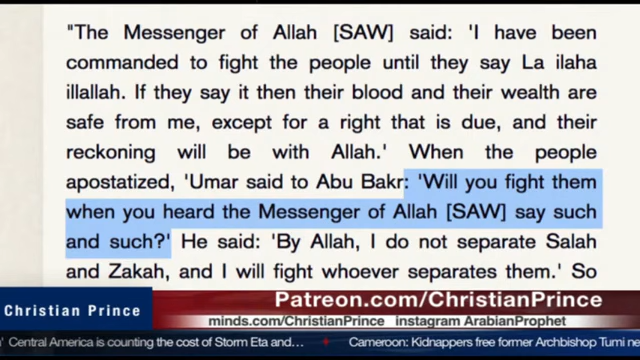 "The Messenger of Allah [SAW] said: 'I have been
commanded to fight the people until they say La ilaha
illallah. If they say it then their blood and their wealth are
safe from me, except for a right that is due, and their
reckoning will be with Allah.' When the people
apostatized, 'Umar said to Abu Bakr: 'Will you fight them
when you heard the Messenger of Allah [SAW] say such
and such?' He said: 'By Allah, I do not separate Salah
and Zakah, and I will fight whoever separates them.' So
Christian Prince
Patreon.com/ChristianPrince
minds.com/ChristianPrince instagram ArabianProphet
n' Central America is counting the cost of Storm Eta and… Cameroon: Kidnappers free former Archbishop Tumi ne